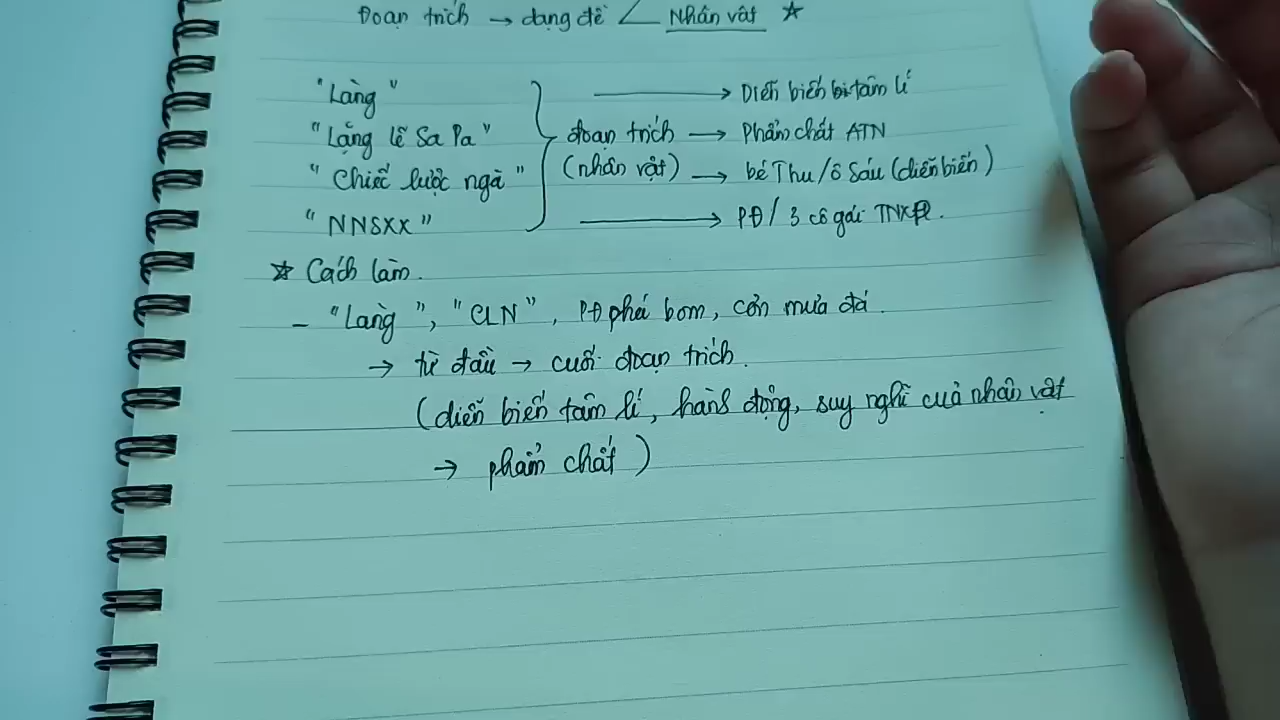 Đoạn trích → dạng đề < Nhân vật ☆
"Làng" → Diễn biến tâm lí
"Lặng lẽ Sa Pa" đoạn trích → Phẩm chất ATN
"Chiếc lược ngà" (nhân vật) → bé Thu/ô Sáu (diễn biến)
"NNSXX" → PĐ/3 cô gái TNXP.
☆ Cách làm.
- "Làng", "CLN", PĐ phá bom, cơn mưa đá.
→ từ đầu → cuối đoạn trích.
(diễn biến tâm lí, hành động, suy nghĩ của nhân vật
→ phẩm chất)